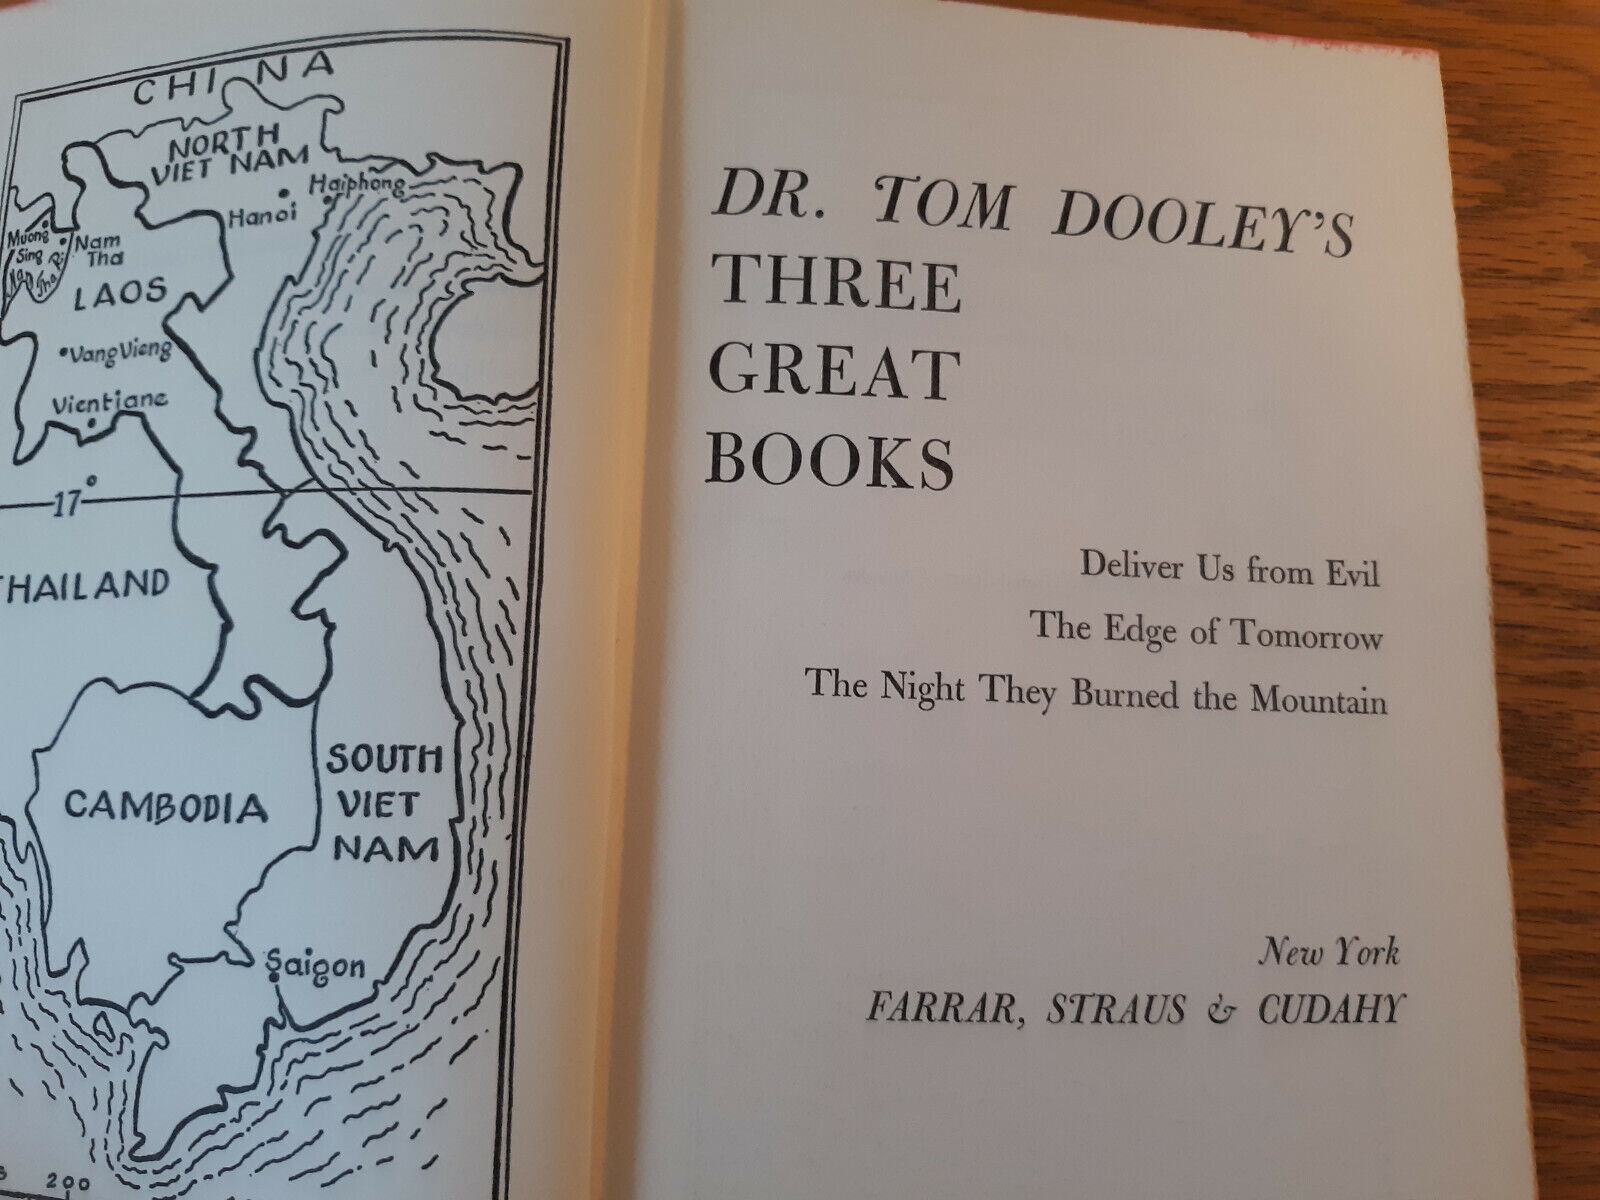 CHINA
NORTH
VIET NAM
Haiphong
Hanoi
Muong
Sing
Nam
Tha
LAOS
Vang Vieng
Vientiane
17°
THAILAND
CAMBODIA
SOUTH
VIET
NAM
Saigon
200
DR. TOM DOOLEY'S
THREE
GREAT
BOOKS
Deliver Us from Evil
The Edge of Tomorrow
The Night They Burned the Mountain
New York
FARRAR, STRAUS & CUDAHY